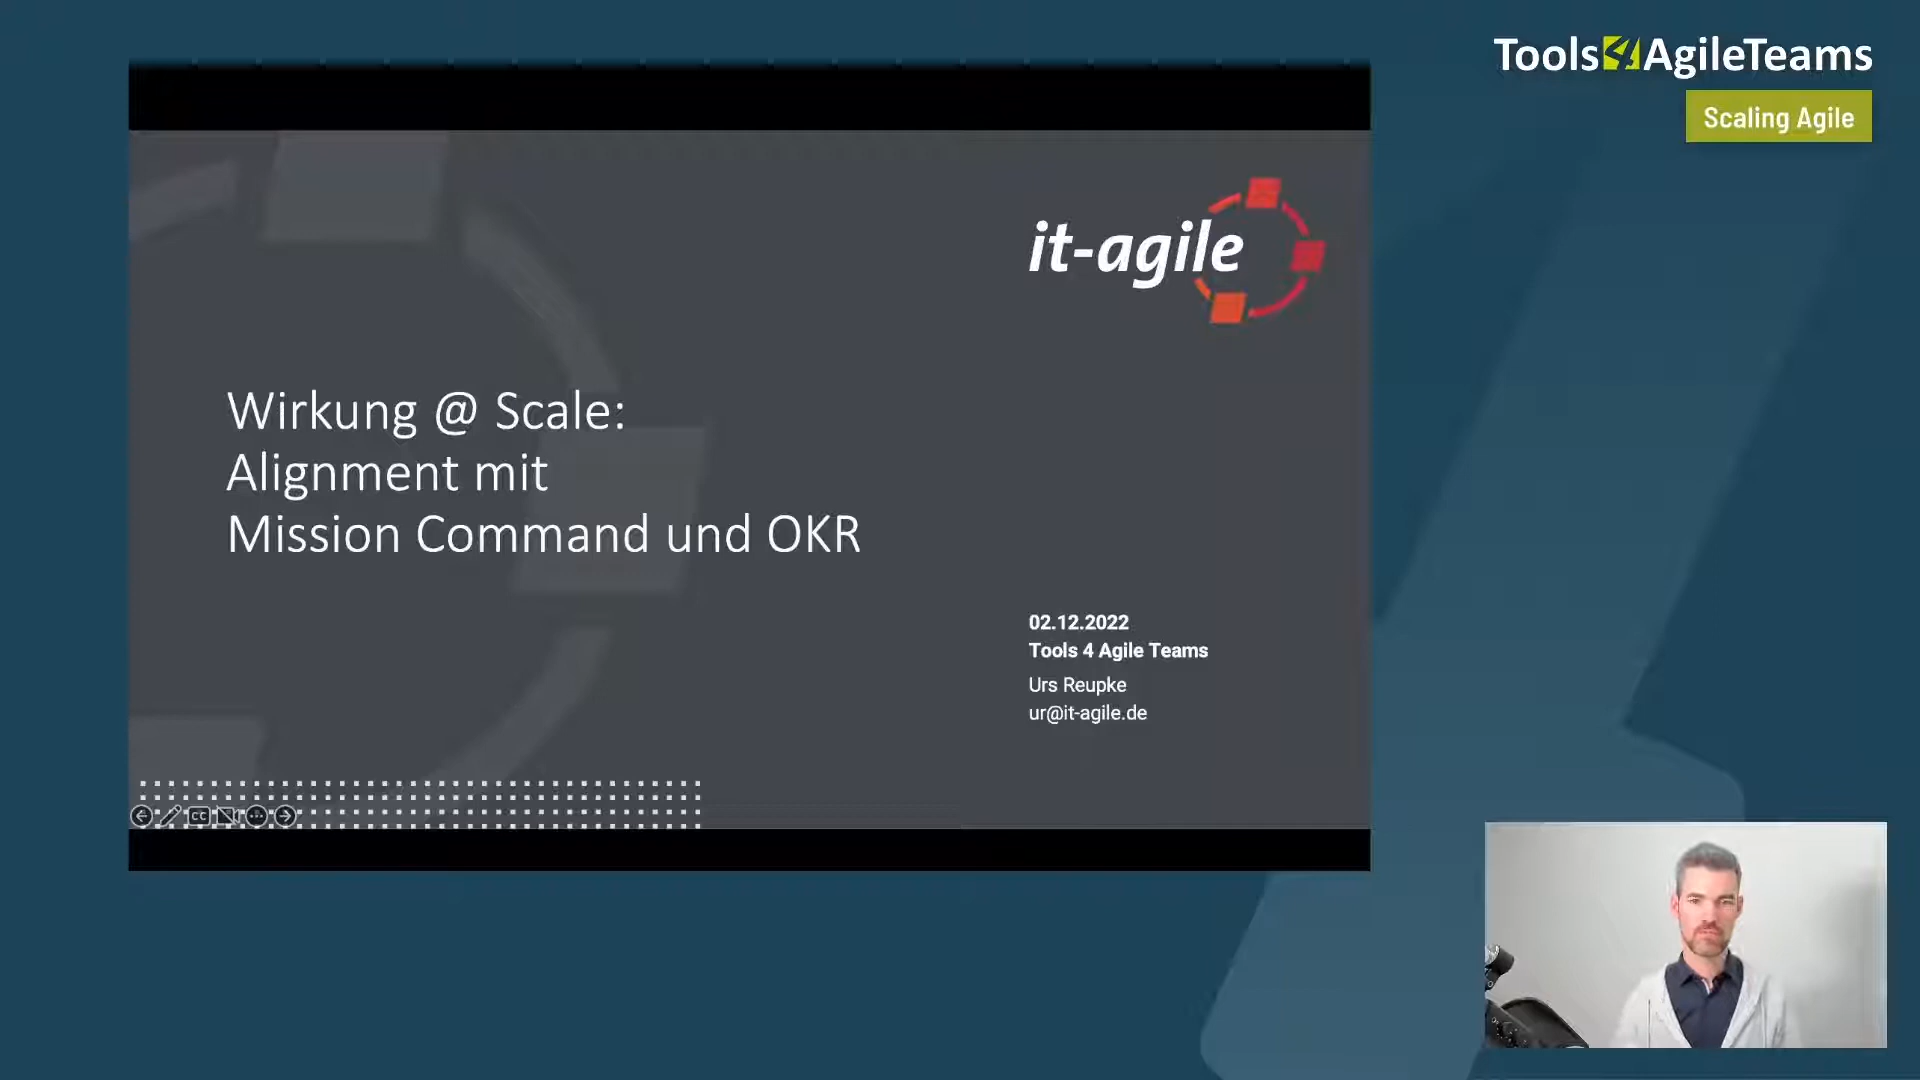 Tools4AgileTeams
Scaling Agile
it-agile
Wirkung @ Scale:
Alignment mit
Mission Command und OKR
02.12.2022
Tools 4 Agile Teams
Urs Reupke
ur@it-agile.de
CC